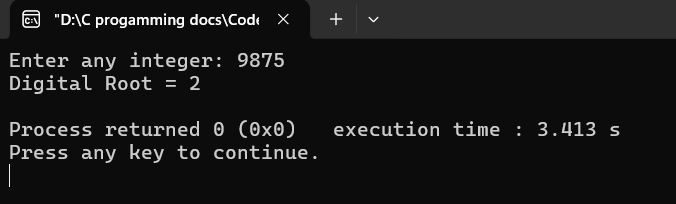 "D:\C progamming docs\Code
Enter any integer: 9875
Digital Root = 2
Process returned 0 (0x0)   execution time : 3.413 s
Press any key to continue.